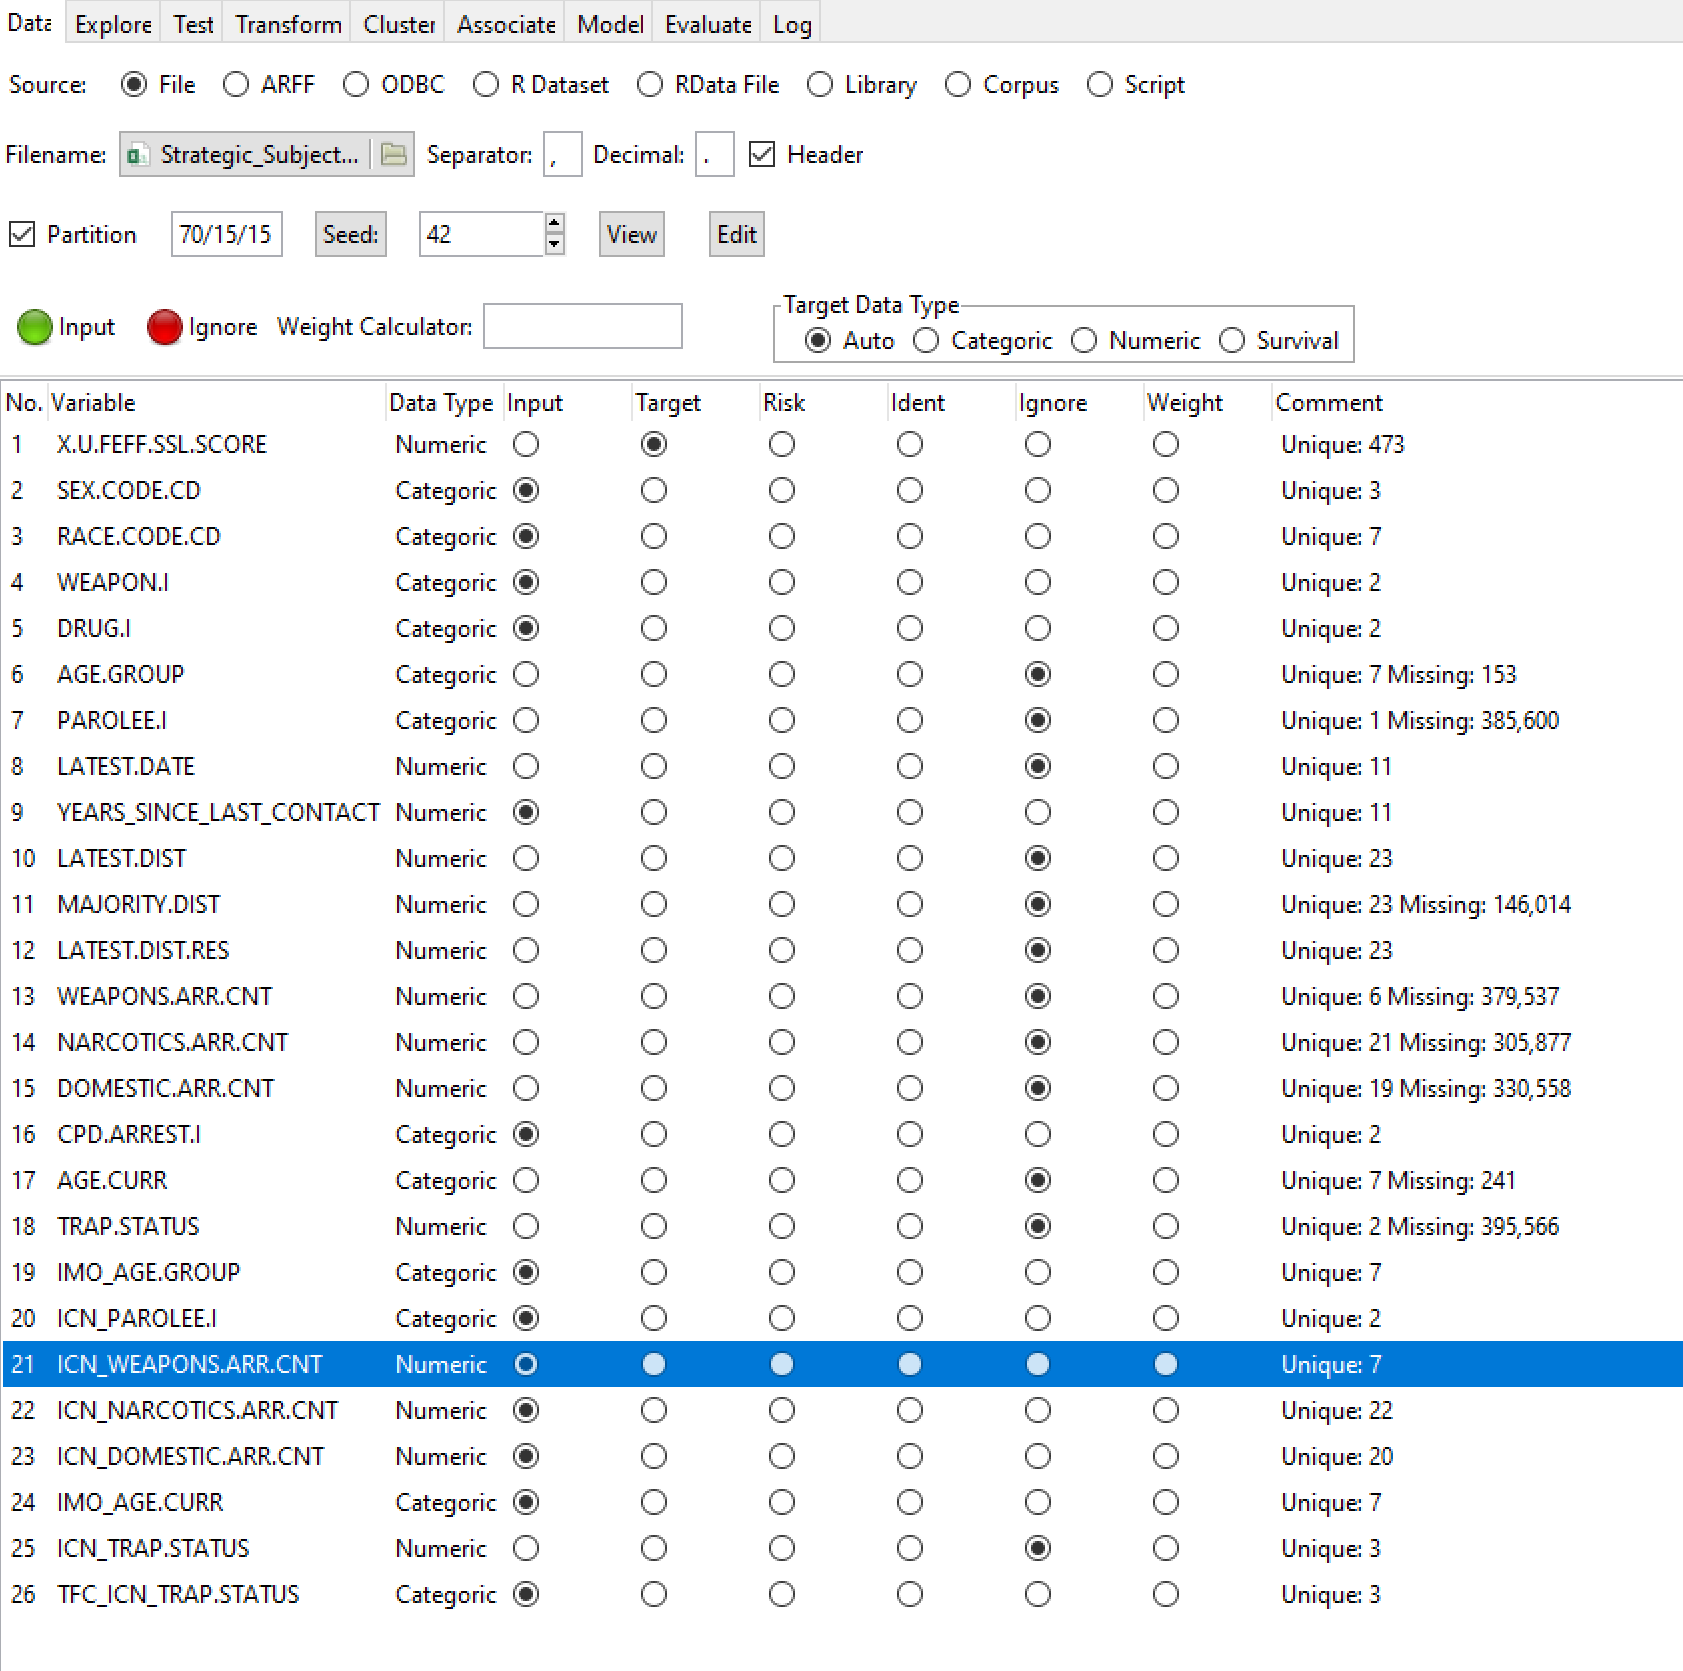 Data Explore Test Transform Cluster Associate Model Evaluate Log
Source: File ARFF ODBC R Dataset RData File Library Corpus Script
Filename: Strategic_Subject... Separator: , Decimal: . Header
Partition 70/15/15 Seed: 42 View Edit
Input Ignore Weight Calculator: Target Data Type
Auto Categoric Numeric Survival
No. Variable Data Type Input Target Risk Ident Ignore Weight Comment
1 X.U.FEFF.SSL.SCORE Numeric Unique: 473
2 SEX.CODE.CD Categoric Unique: 3
3 RACE.CODE.CD Categoric Unique: 7
4 WEAPON.I Categoric Unique: 2
5 DRUG.I Categoric Unique: 2
6 AGE.GROUP Categoric Unique: 7 Missing: 153
7 PAROLEE.I Categoric Unique: 1 Missing: 385,600
8 LATEST.DATE Numeric Unique: 11
9 YEARS_SINCE_LAST_CONTACT Numeric Unique: 11
10 LATEST.DIST Numeric Unique: 23
11 MAJORITY.DIST Numeric Unique: 23 Missing: 146,014
12 LATEST.DIST.RES Numeric Unique: 23
13 WEAPONS.ARR.CNT Numeric Unique: 6 Missing: 379,537
14 NARCOTICS.ARR.CNT Numeric Unique: 21 Missing: 305,877
15 DOMESTIC.ARR.CNT Numeric Unique: 19 Missing: 330,558
16 CPD.ARREST.I Categoric Unique: 2
17 AGE.CURR Categoric Unique: 7 Missing: 241
18 TRAP.STATUS Numeric Unique: 2 Missing: 395,566
19 IMO_AGE.GROUP Categoric Unique: 7
20 ICN_PAROLEE.I Categoric Unique: 2
21 ICN_WEAPONS.ARR.CNT Numeric Unique: 7
22 ICN_NARCOTICS.ARR.CNT Numeric Unique: 22
23 ICN_DOMESTIC.ARR.CNT Numeric Unique: 20
24 IMO_AGE.CURR Categoric Unique: 7
25 ICN_TRAP.STATUS Numeric Unique: 3
26 TFC_ICN_TRAP.STATUS Categoric Unique: 3